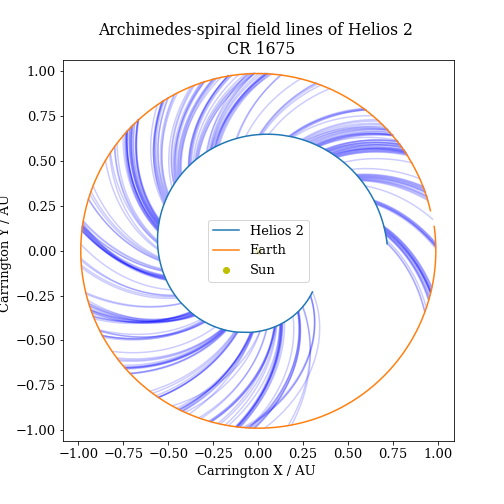 Archimedes-spiral field lines of Helios 2
CR 1675
1.00
0.75
0.50
0.25
0.00
−0.25
−0.50
−0.75
−1.00
Carrington Y / AU
Helios 2
Earth
Sun
−1.00 −0.75 −0.50 −0.25 0.00 0.25 0.50 0.75 1.00
Carrington X / AU